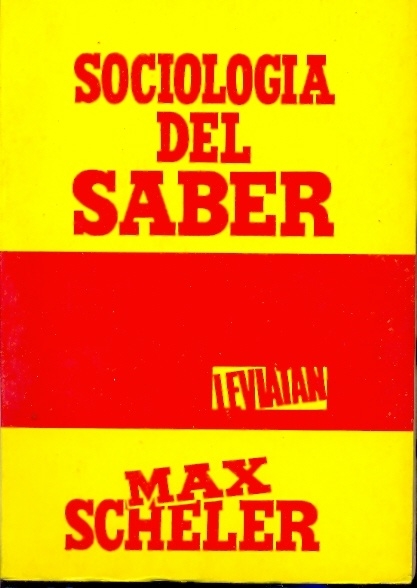 SOCIOLOGIA
DEL
SABER
LEVIATAN
MAX
SCHELER